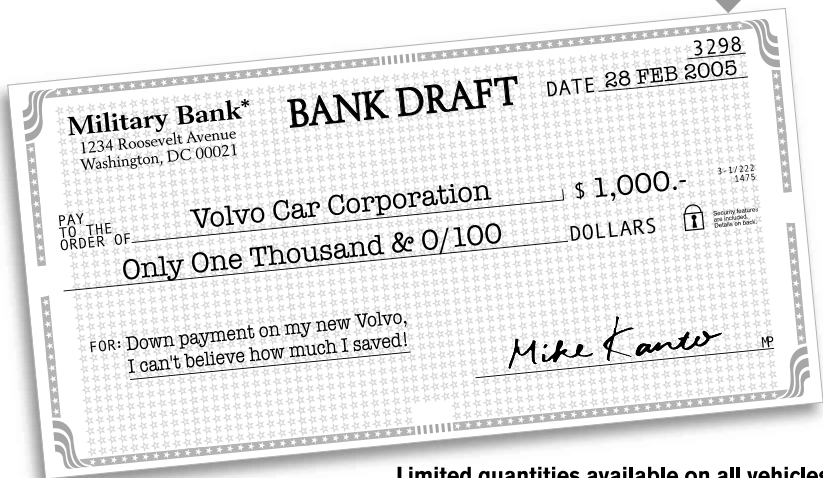 3298
Military Bank*
1234 Roosevelt Avenue
Washington, DC 00021
BANK DRAFT
DATE 28 FEB 2005
PAY
TO THE
ORDER OF Volvo Car Corporation $ 1,000.-
3-1/222
1475
Only One Thousand & 0/100 DOLLARS
Security features
are included.
Details on back.
FOR: Down payment on my new Volvo,
I can't believe how much I saved!
Mike Kanto
MP
Limited quantities available on all vehicles